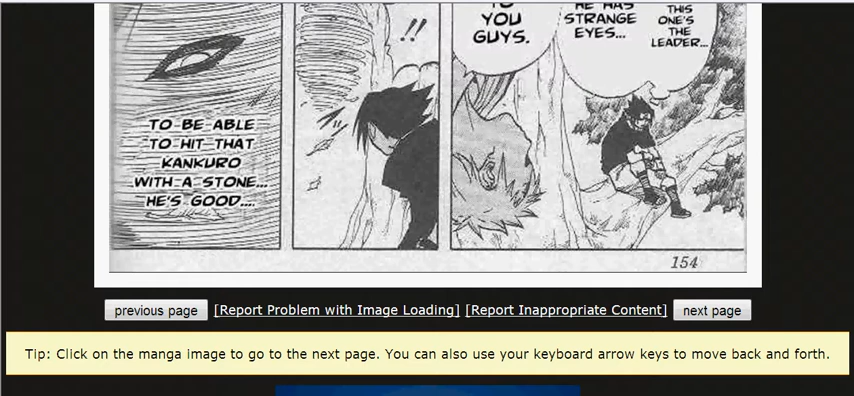 TO BE ABLE
TO HIT THAT
KANKURO
WITH A STONE...
HE'S GOOD....
!!
YOU
GUYS.
HE HAS
STRANGE
EYES...
THIS
ONE'S
THE
LEADER...
154
previous page [Report Problem with Image Loading] [Report Inappropriate Content] next page
Tip: Click on the manga image to go to the next page. You can also use your keyboard arrow keys to move back and forth.